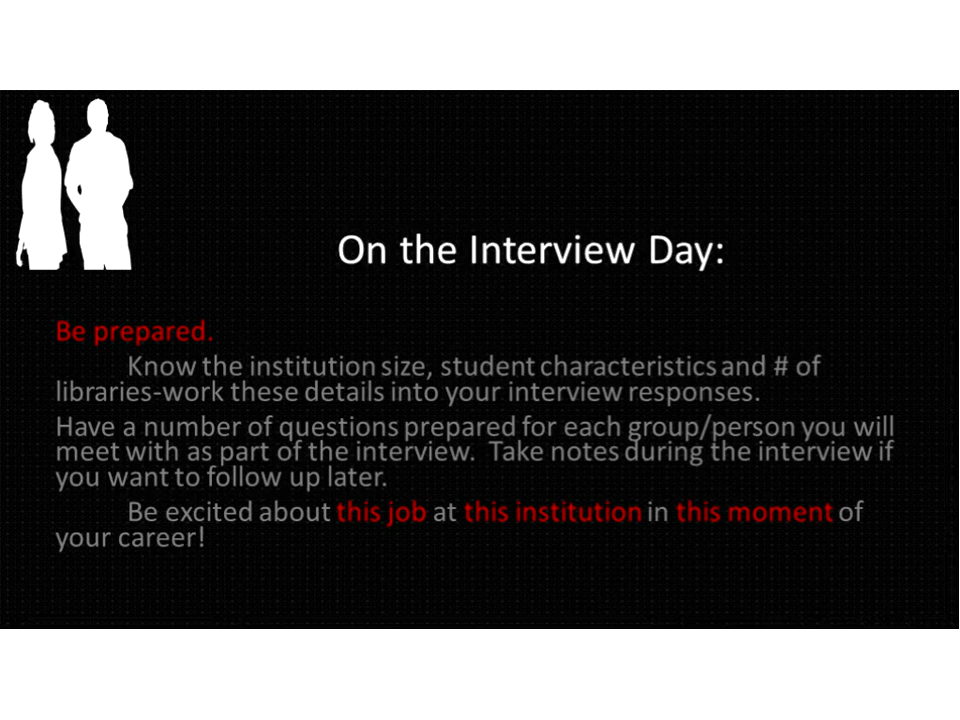 On the Interview Day:
Be prepared.
Know the institution size, student characteristics and # of
libraries-work these details into your interview responses.
Have a number of questions prepared for each group/person you will
meet with as part of the interview.  Take notes during the interview if
you want to follow up later.
Be excited about this job at this institution in this moment of
your career!